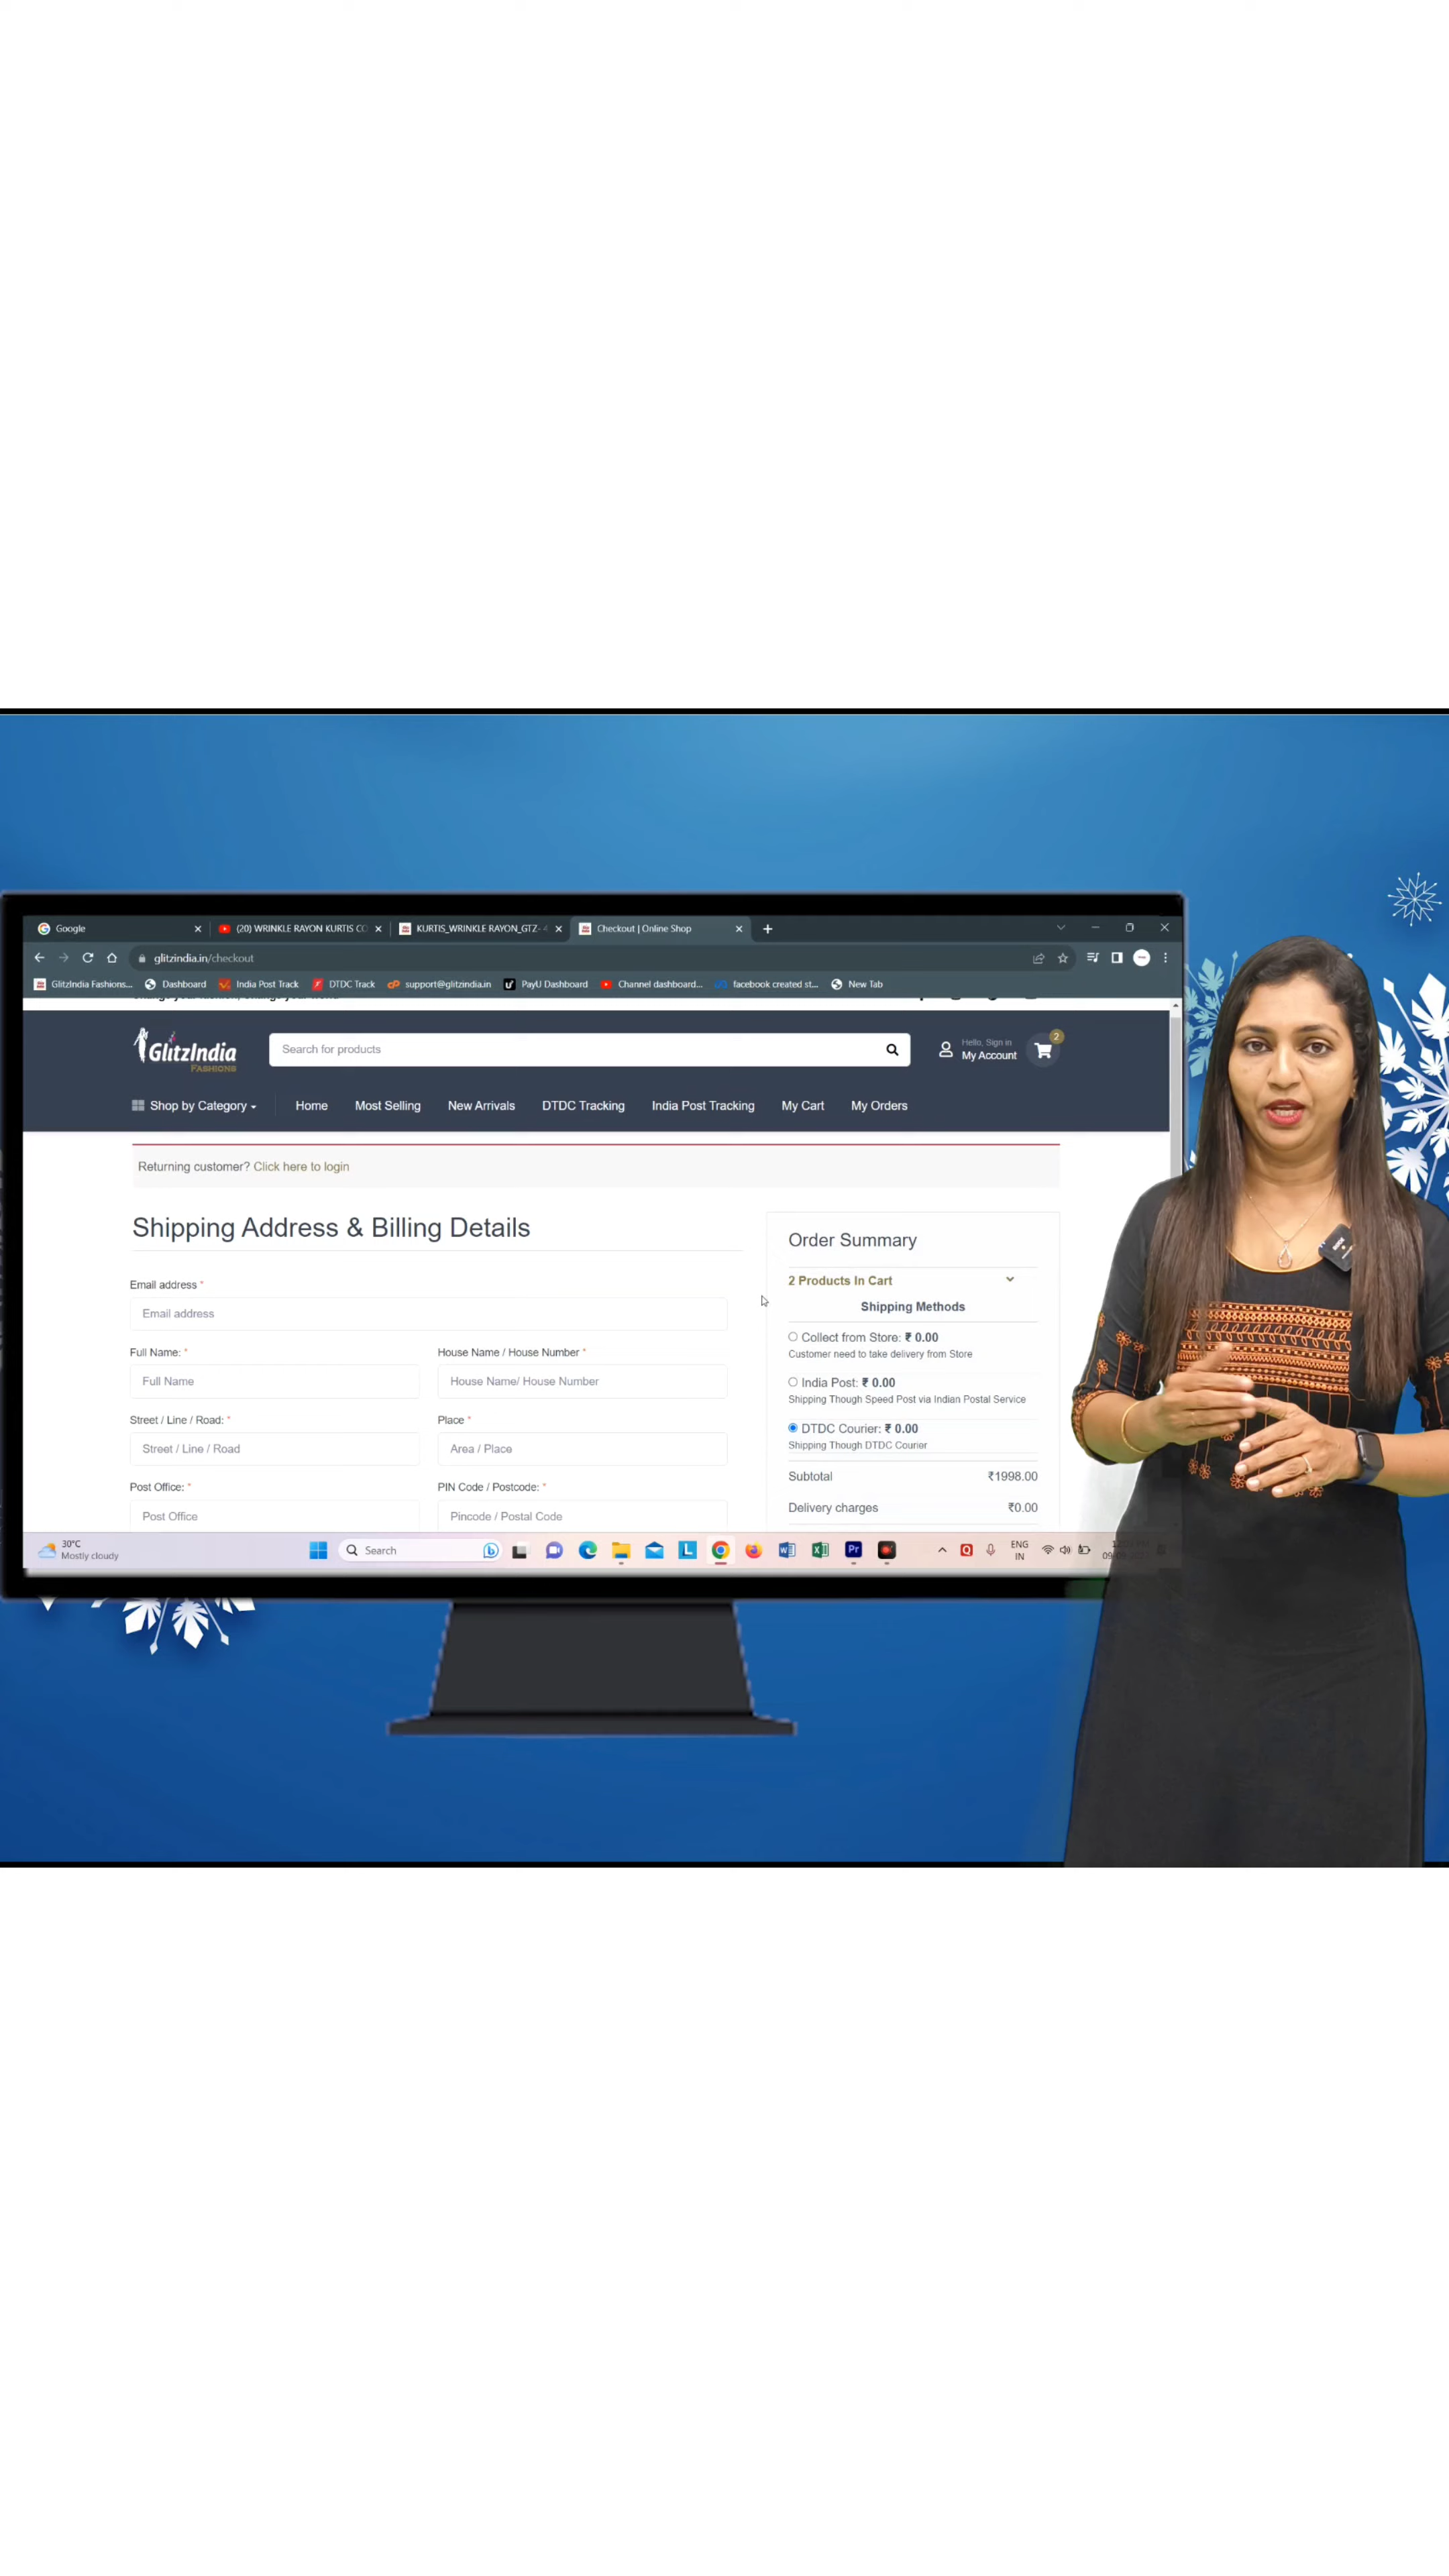 Google
(20) WRINKLE RAYON KURTIS CO
KURTIS_WRINKLE RAYON_GTZ- 4
Checkout | Online Shop
glitzindia.in/checkout
GlitzIndia Fashions...
Dashboard
India Post Track
DTDC Track
support@glitzindia.in
PayU Dashboard
Channel dashboard...
facebook created st...
New Tab
GlitzIndia
FASHIONS
Search for products
Hello, Sign in
My Account
2
Shop by Category
Home
Most Selling
New Arrivals
DTDC Tracking
India Post Tracking
My Cart
My Orders
Returning customer? Click here to login
Shipping Address & Billing Details
Email address *
Email address
Full Name: *
House Name / House Number *
Full Name
House Name/ House Number
Street / Line / Road: *
Place *
Street / Line / Road
Area / Place
Post Office: *
PIN Code / Postcode: *
Post Office
Pincode / Postal Code
Order Summary
2 Products In Cart
Shipping Methods
Collect from Store: ₹ 0.00
Customer need to take delivery from Store
India Post: ₹ 0.00
Shipping Though Speed Post via Indian Postal Service
DTDC Courier: ₹ 0.00
Shipping Though DTDC Courier
Subtotal ₹1998.00
Delivery charges ₹0.00
30°C
Mostly cloudy
Search
L
Pr
Q
ENG
IN